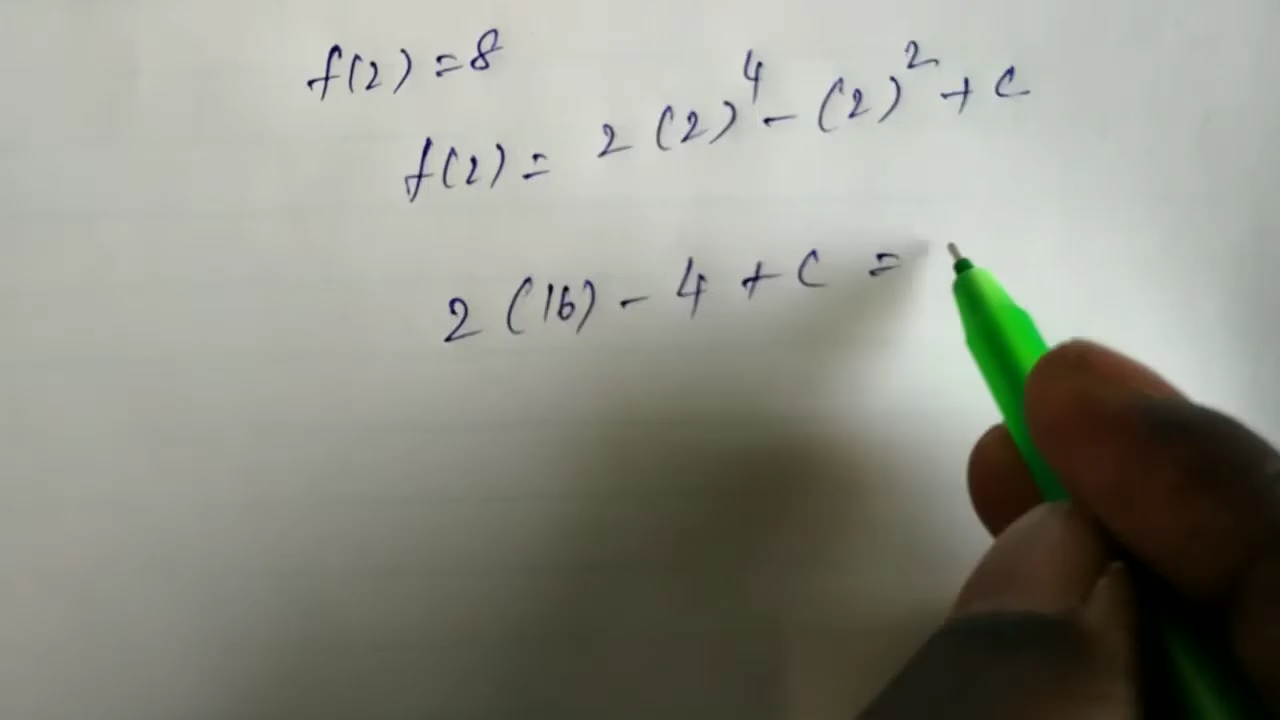 f(2) = 8
f(2) = 2 (2)^4 - (2)^2 + c
2 (16) - 4 + c =